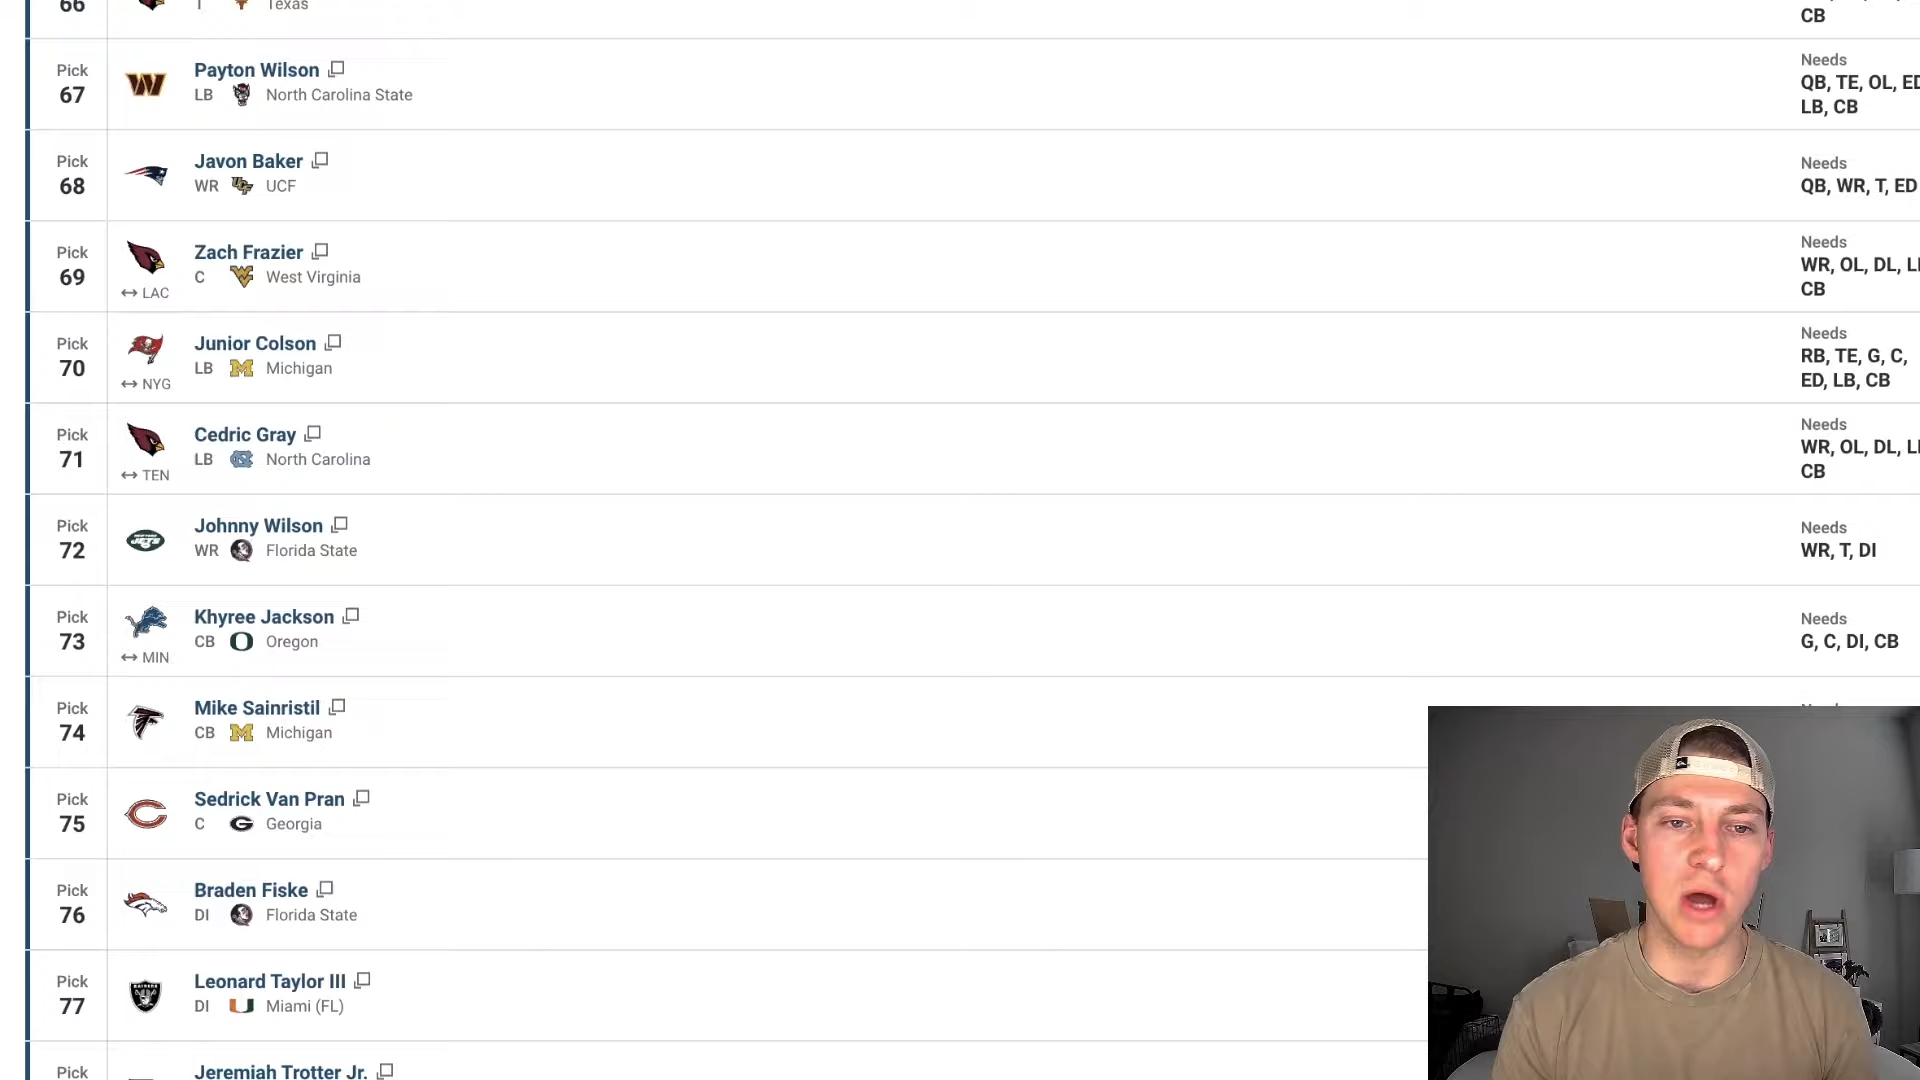 66
T Texas
CB
Pick
67
Payton Wilson
LB North Carolina State
Needs
QB, TE, OL, ED
LB, CB
Pick
68
Javon Baker
WR UCF UCF
Needs
QB, WR, T, ED
Pick
69
LAC
Zach Frazier
C West Virginia
Needs
WR, OL, DL,
CB
Pick
70
NYG
Junior Colson
LB Michigan
Needs
RB, TE, G, C,
ED, LB, CB
Pick
71
TEN
Cedric Gray
LB North Carolina
Needs
WR, OL, DL,
CB
Pick
72
JETS
Johnny Wilson
WR Florida State
Needs
WR, T, DI
Pick
73
MIN
Khyree Jackson
CB Oregon
Needs
G, C, DI, CB
Pick
74
Mike Sainristil
CB Michigan
Pick
75
Sedrick Van Pran
C Georgia
Pick
76
Braden Fiske
DI Florida State
Pick
77
Leonard Taylor III
DI Miami (FL)
Pick
Jeremiah Trotter Jr.